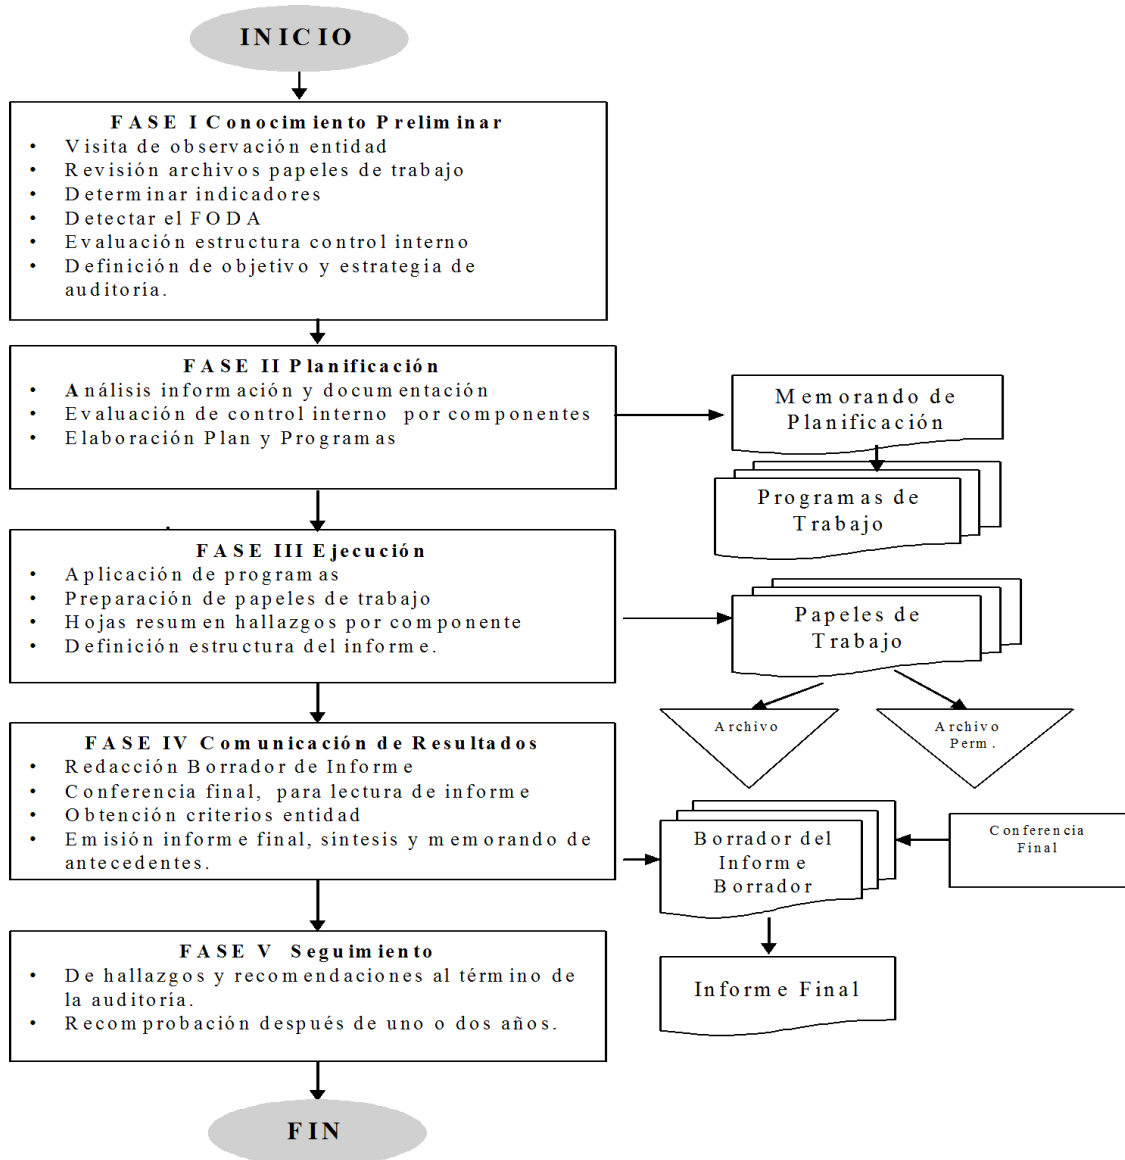 INICIO
FASE I Conocimiento Preliminar
• Visita de observación entidad
• Revisión archivos papeles de trabajo
• Determinar indicadores
• Detectar el FODA
• Evaluación estructura control interno
• Definición de objetivo y estrategia de
auditoría.
FASE II Planificación
• Análisis información y documentación
• Evaluación de control interno por componentes
• Elaboración Plan y Programas
Memorando de
Planificación
Programas de
Trabajo
FASE III Ejecución
• Aplicación de programas
• Preparación de papeles de trabajo
• Hojas resumen hallazgos por componente
• Definición estructura del informe.
Papeles de
Trabajo
Archivo
Archivo
Perm.
FASE IV Comunicación de Resultados
• Redacción Borrador de Informe
• Conferencia final, para lectura de informe
• Obtención criterios entidad
• Emisión informe final, síntesis y memorando de
antecedentes.
Borrador del
Informe
Borrador
Conferencia
Final
FASE V Seguimiento
• De hallazgos y recomendaciones al término de
la auditoría.
• Recomprobación después de uno o dos años.
Informe Final
FIN